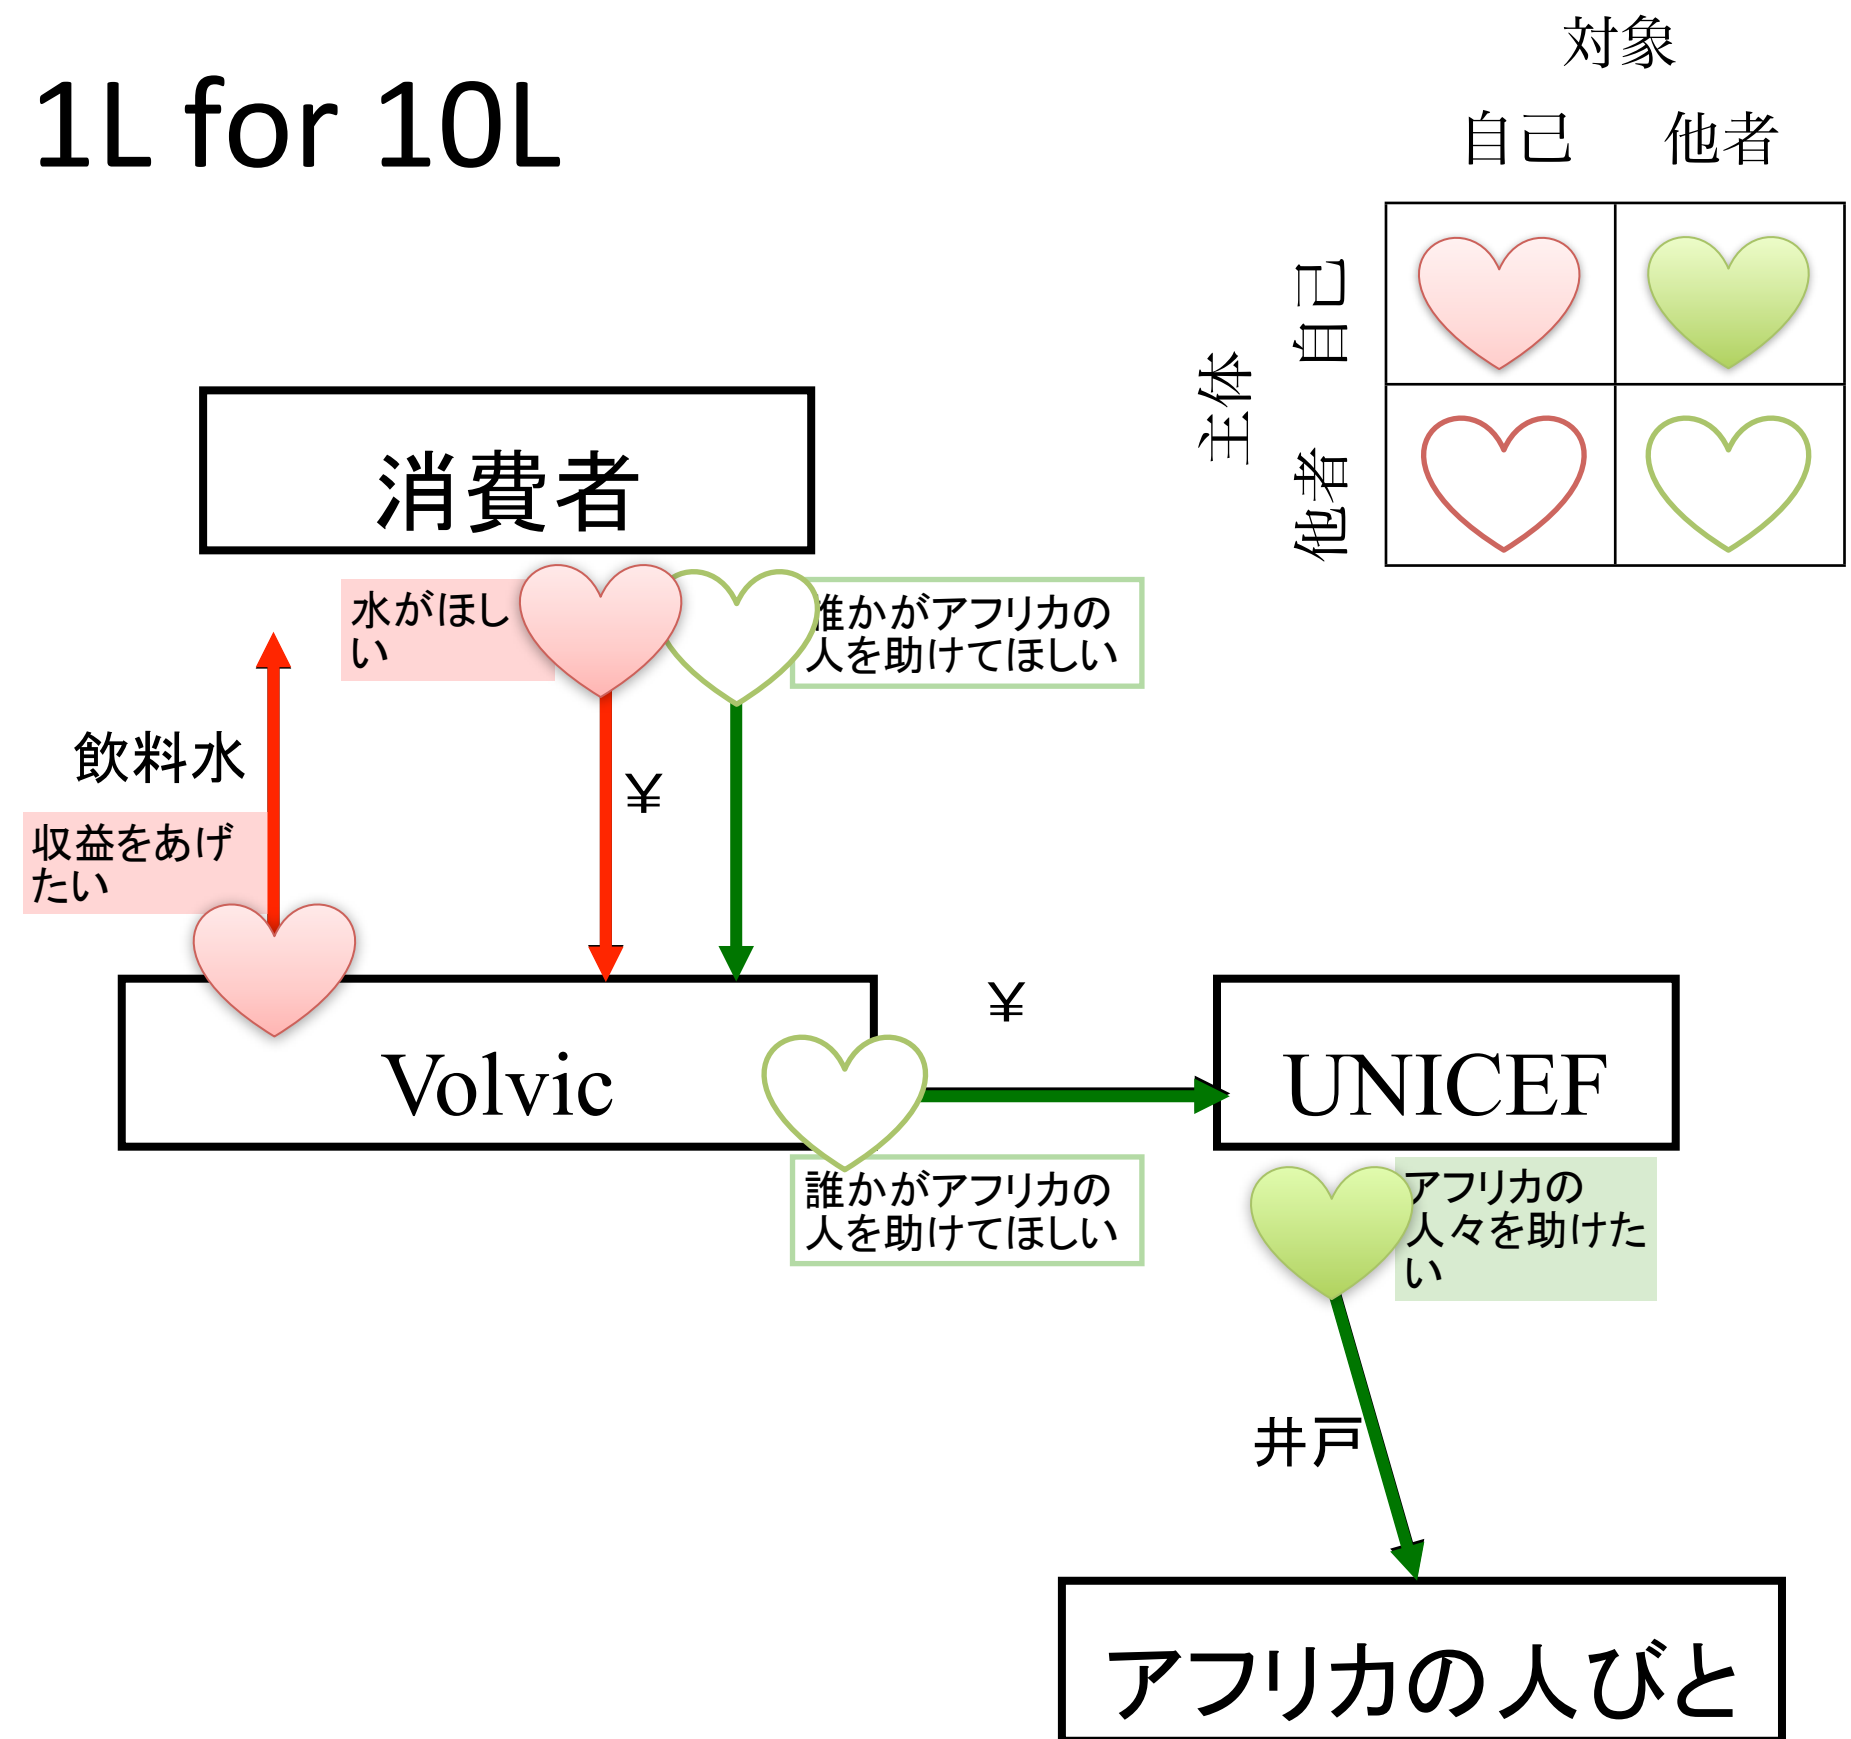 1L for 10L
対象
自己 他者
主体
自己
他者
消費者
水がほし
い
誰かがアフリカの
人を助けてほしい
飲料水
¥
収益をあげ
たい
Volvic
¥
UNICEF
誰かがアフリカの
人を助けてほしい
アフリカの
人々を助けた
い
井戸
アフリカの人びと